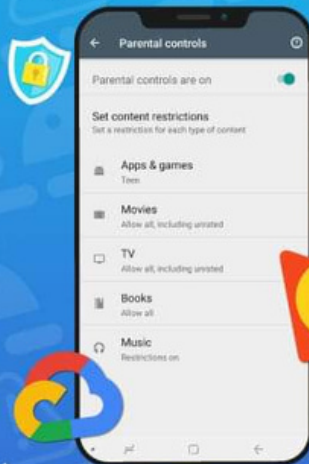 Parental controls
Parental controls are on
Set content restrictions
Set a restriction for each type of content
Apps & games
Teen
Movies
Allow all, including unrated
TV
Allow all, including unrated
Books
Allow all
Music
Restrictions on